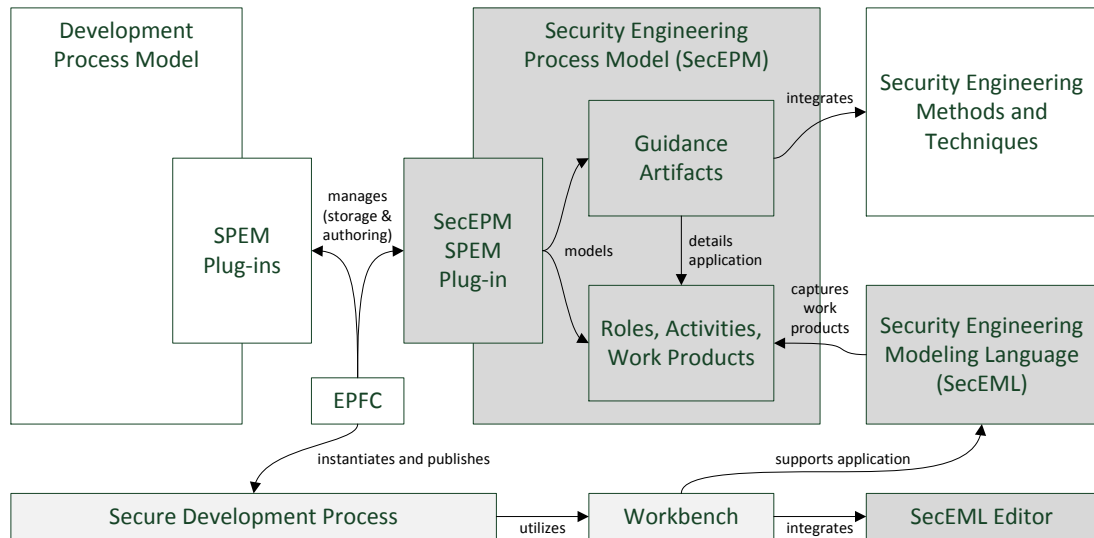 Development
Process Model
Security Engineering
Process Model (SecEPM)
Security Engineering
Methods and
Techniques
integrates
Guidance
Artifacts
manages
(storage &
authoring)
SPEM
Plug-ins
SecEPM
SPEM
Plug-in
models
details
application
captures
work
products
Roles, Activities,
Work Products
Security Engineering
Modeling Language
(SecEML)
EPFC
instantiates and publishes
supports application
Secure Development Process
utilizes
Workbench
integrates
SecEML Editor